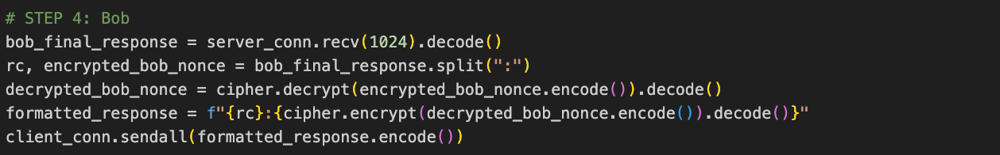 # STEP 4: Bob
bob_final_response = server_conn.recv(1024).decode()
rc, encrypted_bob_nonce = bob_final_response.split(":")
decrypted_bob_nonce = cipher.decrypt(encrypted_bob_nonce.encode()).decode()
formatted_response = f"{rc}:{cipher.encrypt(decrypted_bob_nonce.encode()).decode()}"
client_conn.sendall(formatted_response.encode())